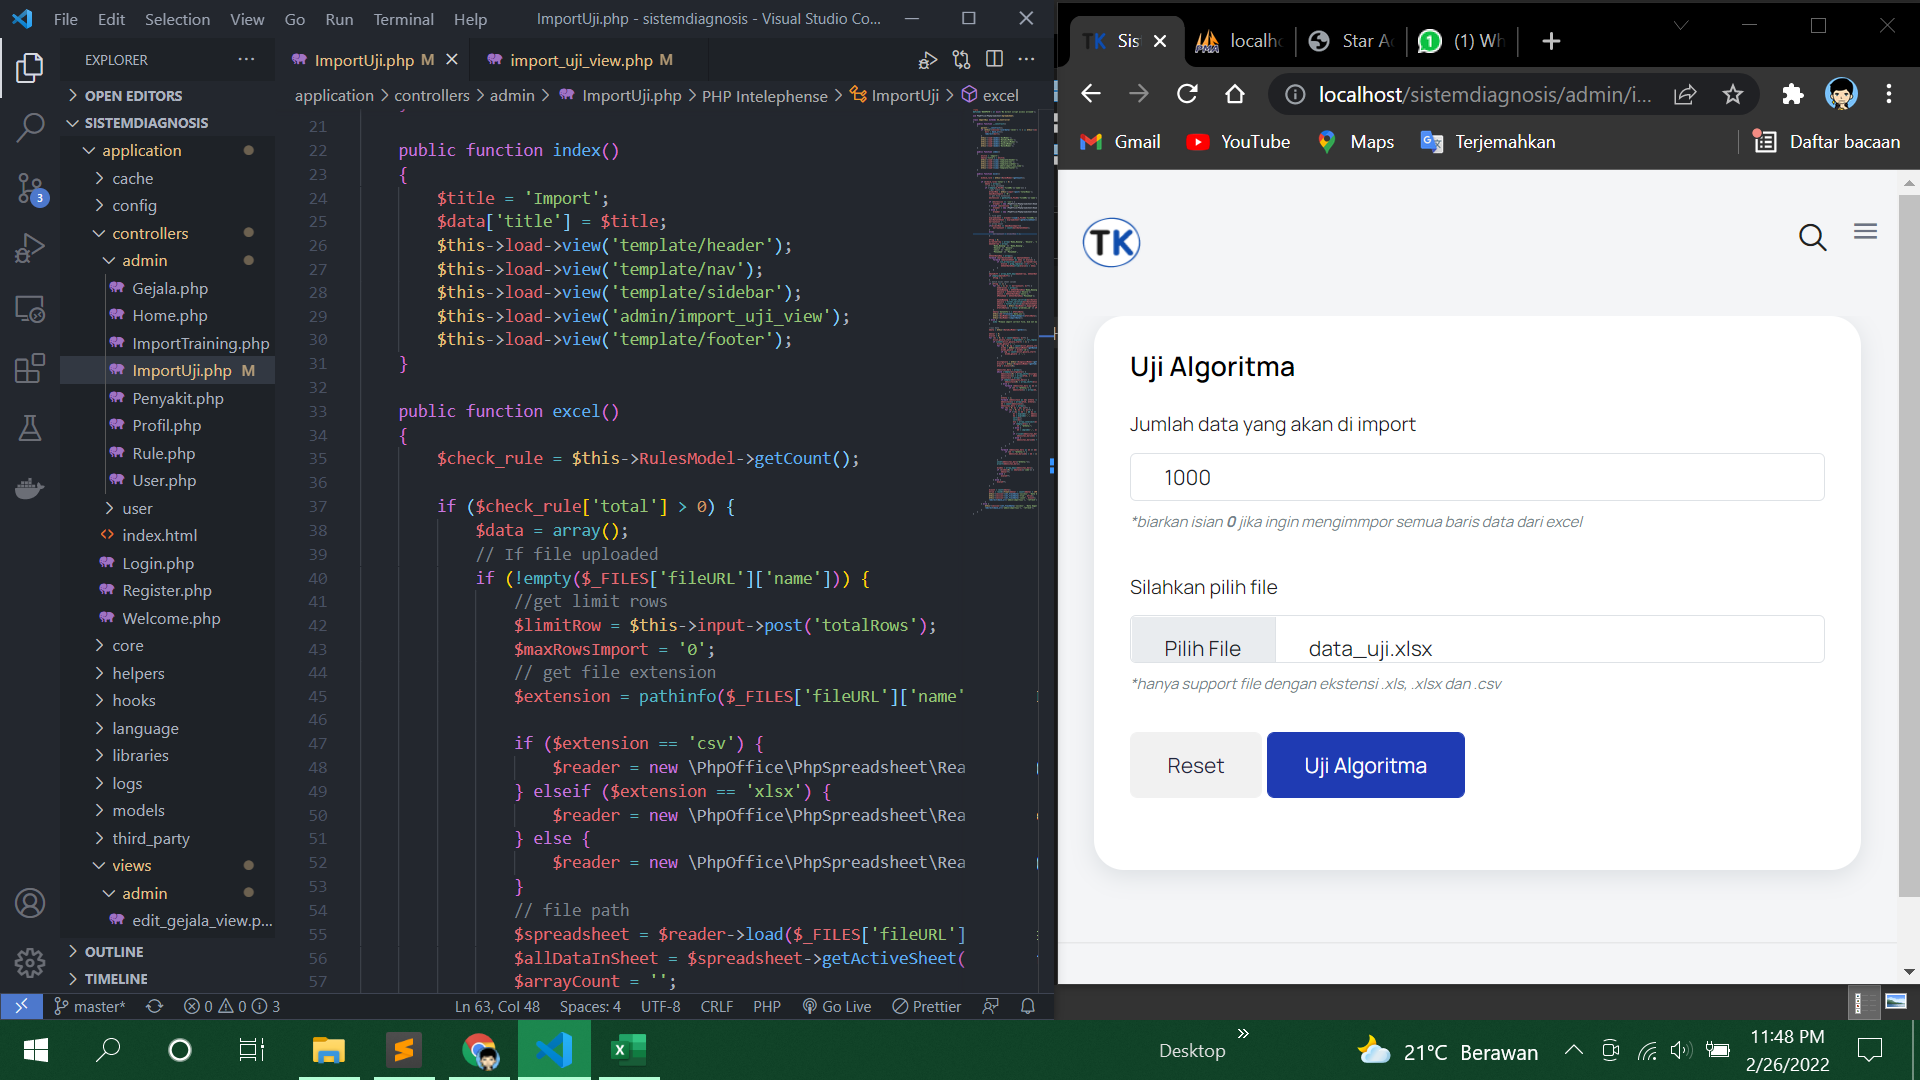 File Edit Selection View Go Run Terminal Help
ImportUji.php - sistemdiagnosis - Visual Studio Co...
EXPLORER
OPEN EDITORS
SISTEMDIAGNOSIS
application
cache
config
controllers
admin
Gejala.php
Home.php
ImportTraining.php
ImportUji.php M
Penyakit.php
Profil.php
Rule.php
User.php
user
index.html
Login.php
Register.php
Welcome.php
core
helpers
hooks
language
libraries
logs
models
third_party
views
admin
edit_gejala_view.p...
OUTLINE
TIMELINE
3
ImportUji.php M
import_uji_view.php M
application > controllers > admin > ImportUji.php > PHP Intelephense > ImportUji > excel
21
22 public function index()
23 {
24 $title = 'Import';
25 $data['title'] = $title;
26 $this->load->view('template/header');
27 $this->load->view('template/nav');
28 $this->load->view('template/sidebar');
29 $this->load->view('admin/import_uji_view');
30 $this->load->view('template/footer');
31 }
32
33 public function excel()
34 {
35 $check_rule = $this->RulesModel->getCount();
36
37 if ($check_rule['total'] > 0) {
38 $data = array();
39 // If file uploaded
40 if (!empty($_FILES['fileURL']['name'])) {
41 //get limit rows
42 $limitRow = $this->input->post('totalRows');
43 $maxRowsImport = '0';
44 // get file extension
45 $extension = pathinfo($_FILES['fileURL']['name'
46
47 if ($extension == 'csv') {
48 $reader = new \PhpOffice\PhpSpreadsheet\Rea
49 } elseif ($extension == 'xlsx') {
50 $reader = new \PhpOffice\PhpSpreadsheet\Rea
51 } else {
52 $reader = new \PhpOffice\PhpSpreadsheet\Rea
53 }
54 // file path
55 $spreadsheet = $reader->load($_FILES['fileURL']
56 $allDataInSheet = $spreadsheet->getActiveSheet(
57 $arrayCount = '';
master* 0 0 3
Ln 63, Col 48 Spaces: 4 UTF-8 CRLF PHP Go Live Prettier
TK Sis
localh
Star A
1 (1) Wh
localhost/sistemdiagnosis/admin/i...
Gmail YouTube Maps Terjemahkan Daftar bacaan
TK
Uji Algoritma
Jumlah data yang akan di import
1000
*biarkan isian 0 jika ingin mengimmpor semua baris data dari excel
Silahkan pilih file
Pilih File data_uji.xlsx
*hanya support file dengan ekstensi .xls, .xlsx dan .csv
Reset Uji Algoritma
Desktop
21°C Berawan
11:48 PM
2/26/2022